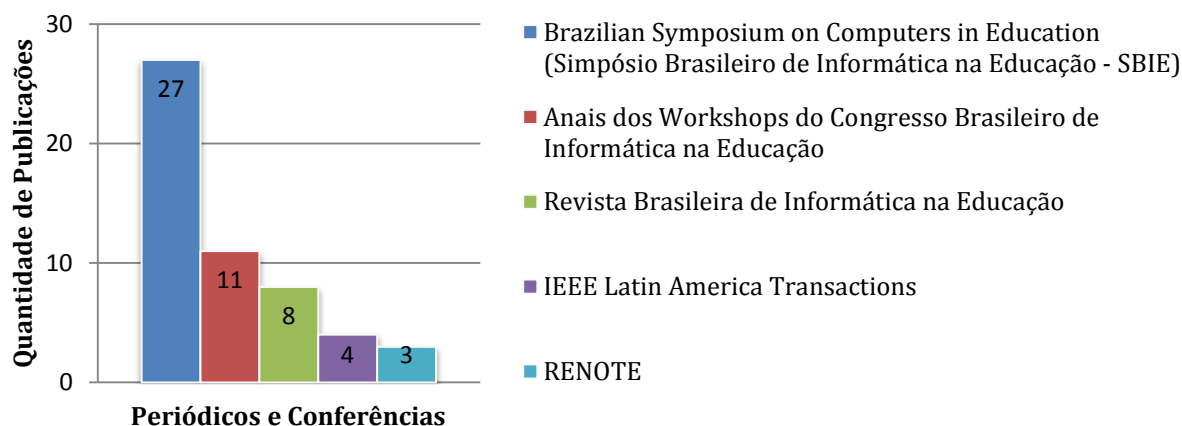 Quantidade de Publicações
30
20
10
0
27
11
8
4
3
Periódicos e Conferências
Brazilian Symposium on Computers in Education
(Simpósio Brasileiro de Informática na Educação - SBIE)
Anais dos Workshops do Congresso Brasileiro de
Informática na Educação
Revista Brasileira de Informática na Educação
IEEE Latin America Transactions
RENOTE